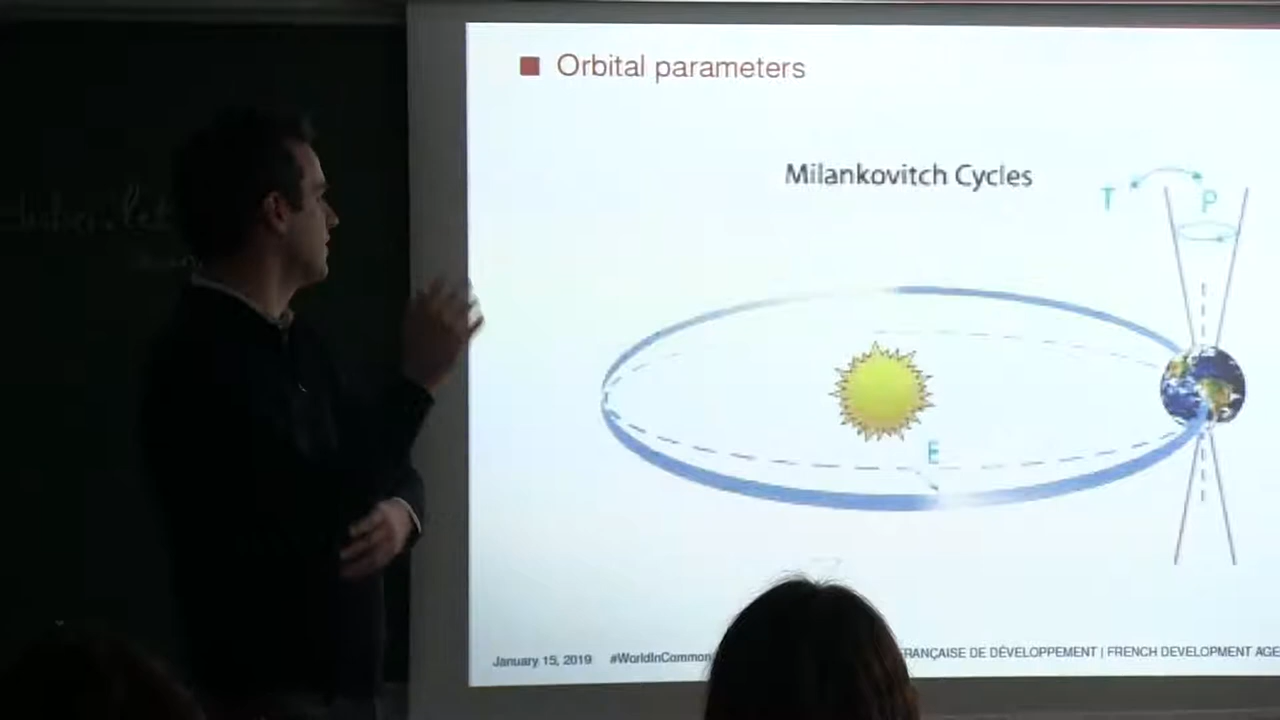 ■ Orbital parameters
Milankovitch Cycles
T
P
E
January 15, 2019 #WorldInCommon
FRANÇAISE DE DÉVELOPPEMENT | FRENCH DEVELOPMENT AGE